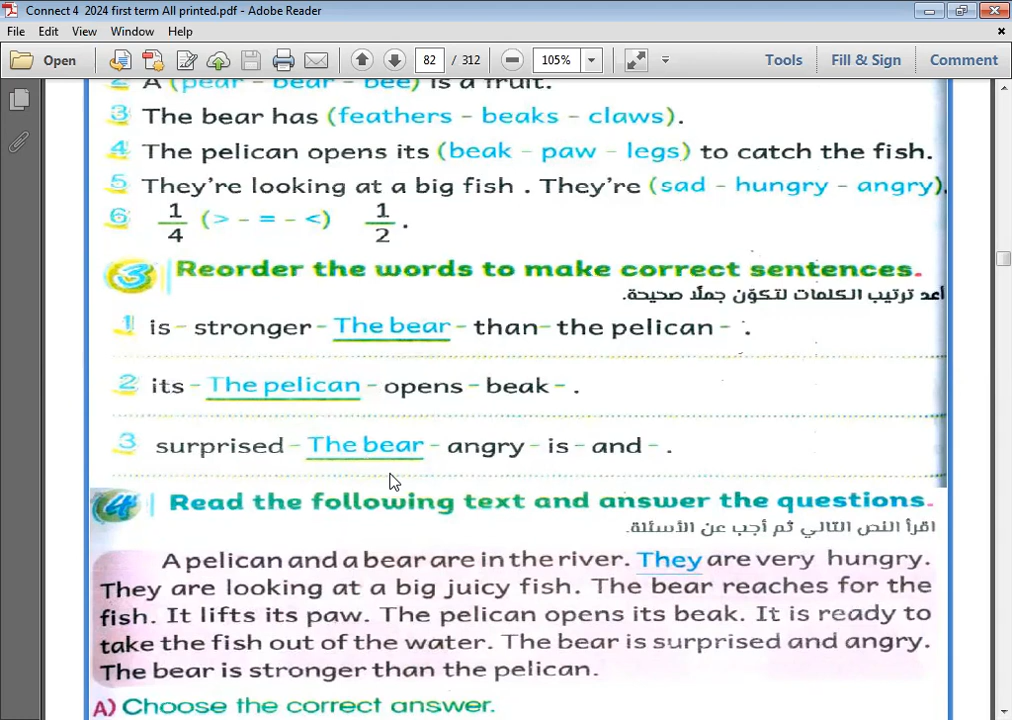 Connect 4 2024 first term All printed.pdf - Adobe Reader
File Edit View Window Help
Open 82 / 312 105% Tools Fill & Sign Comment
2 A (pear - bear - bee) is a fruit.
3 The bear has (feathers - beaks - claws).
4 The pelican opens its (beak - paw - legs) to catch the fish.
5 They're looking at a big fish . They're (sad - hungry - angry).
6 1/4 (> - = - <) 1/2 .
3 Reorder the words to make correct sentences.
أعد ترتيب الكلمات لتكوّن جملًا صحيحة.
1 is - stronger - The bear - than - the pelican - .
2 its - The pelican - opens - beak - .
3 surprised - The bear - angry - is - and - .
4 Read the following text and answer the questions.
اقرأ النص التالي ثم أجب عن الأسئلة.
A pelican and a bear are in the river. They are very hungry.
They are looking at a big juicy fish. The bear reaches for the
fish. It lifts its paw. The pelican opens its beak. It is ready to
take the fish out of the water. The bear is surprised and angry.
The bear is stronger than the pelican.
A) Choose the correct answer.